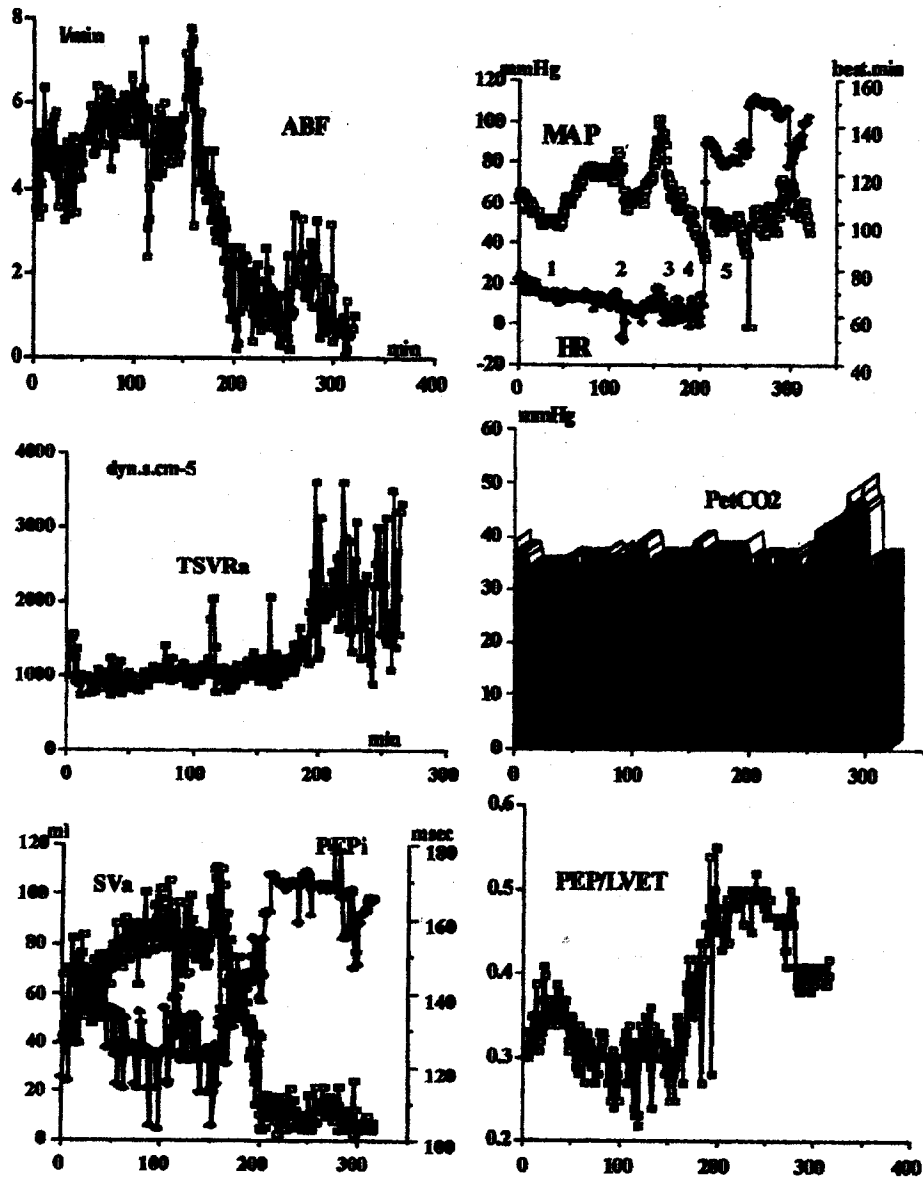 l/min
8
6
4
2
0
ABF
min
0 100 200 300 400
mmHg
beat.min
120
100
80
60
40
20
0
-20
160
140
120
100
80
60
40
MAP
1 2 3 4 5
HR
0 100 200 300
4000
3000
2000
1000
0
dyn.s.cm-5
TSVRa
min
0 100 200 300
mmHg
60
50
40
30
20
10
0
PetCO2
0 100 200 300
ml
msec
120
100
80
60
40
20
0
180
160
140
120
100
SVa
PEPi
0 100 200 300
0.6
0.5
0.4
0.3
0.2
PEP/LVET
0 100 200 300 400